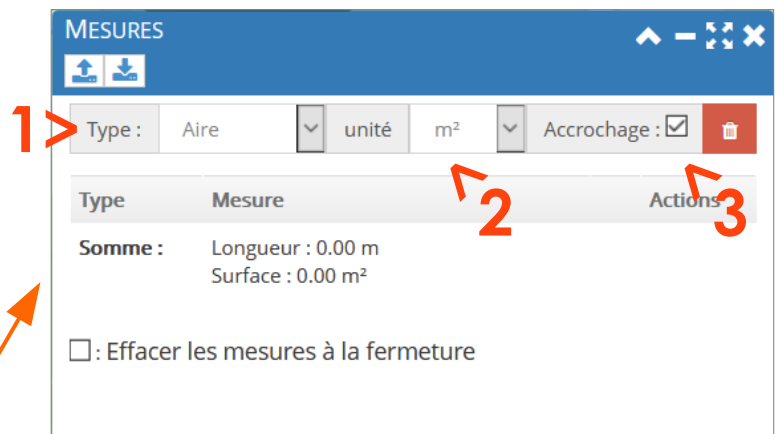 MESURES
1> Type : Aire unité m² Accrochage :
2 3
Type Mesure Actions
Somme : Longueur : 0.00 m
Surface : 0.00 m²
: Effacer les mesures à la fermeture